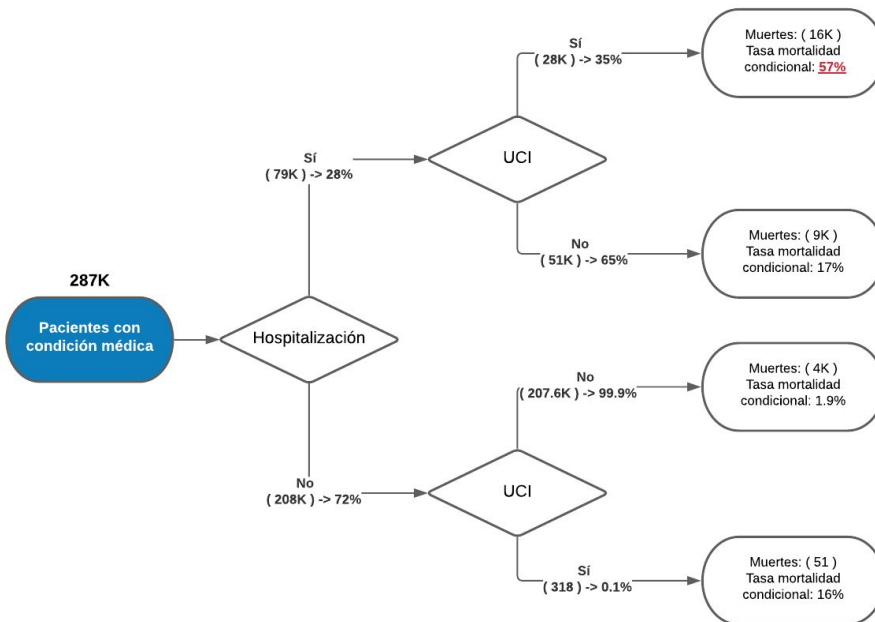 287K
Pacientes con
condición médica
Hospitalización
Sí
( 79K ) -> 28%
UCI
Sí
( 28K ) -> 35%
Muertes: ( 16K )
Tasa mortalidad
condicional: 57%
No
( 51K ) -> 65%
Muertes: ( 9K )
Tasa mortalidad
condicional: 17%
No
( 208K ) -> 72%
UCI
No
( 207.6K ) -> 99.9%
Muertes: ( 4K )
Tasa mortalidad
condicional: 1.9%
Sí
( 318 ) -> 0.1%
Muertes: ( 51 )
Tasa mortalidad
condicional: 16%